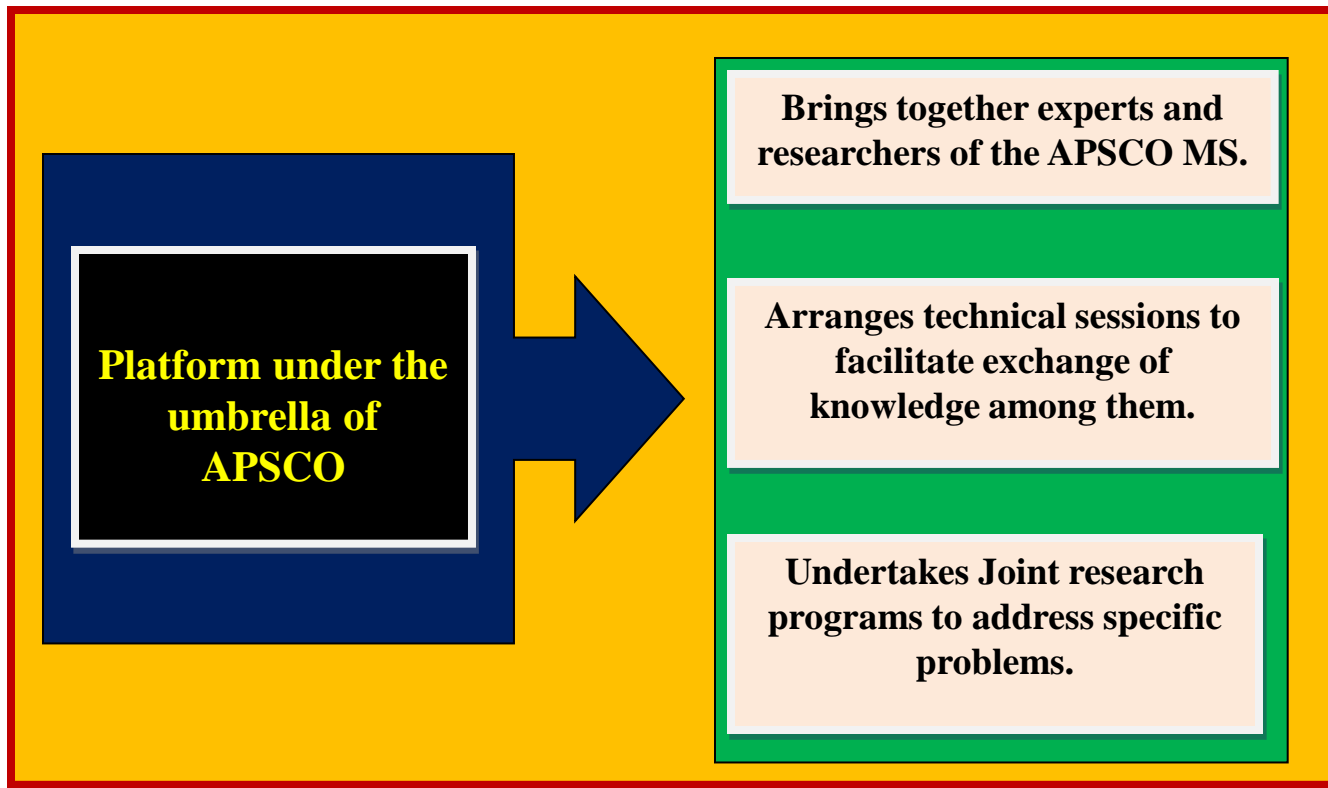 Platform under the
umbrella of
APSCO
Brings together experts and
researchers of the APSCO MS.
Arranges technical sessions to
facilitate exchange of
knowledge among them.
Undertakes Joint research
programs to address specific
problems.